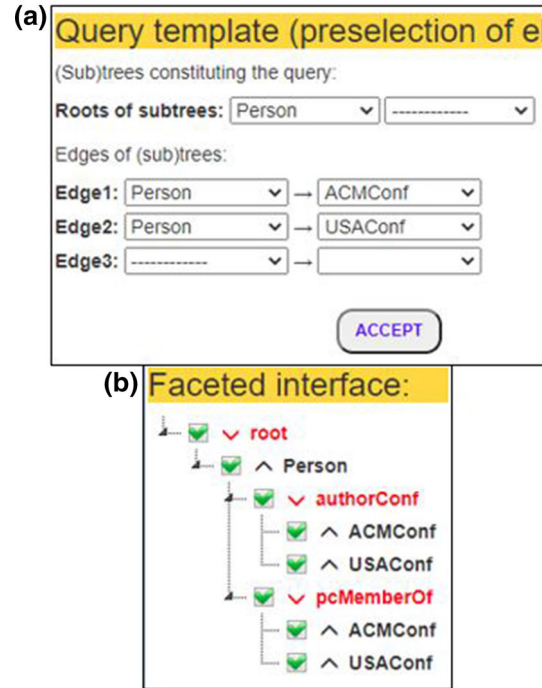 (a)
Query template (preselection of e
(Sub)trees constituting the query:
Roots of subtrees: Person ------------
Edges of (sub)trees:
Edge1: Person → ACMConf
Edge2: Person → USAConf
Edge3: ------------ →
ACCEPT
(b)
Faceted interface:
root
Person
authorConf
ACMConf
USAConf
pcMemberOf
ACMConf
USAConf